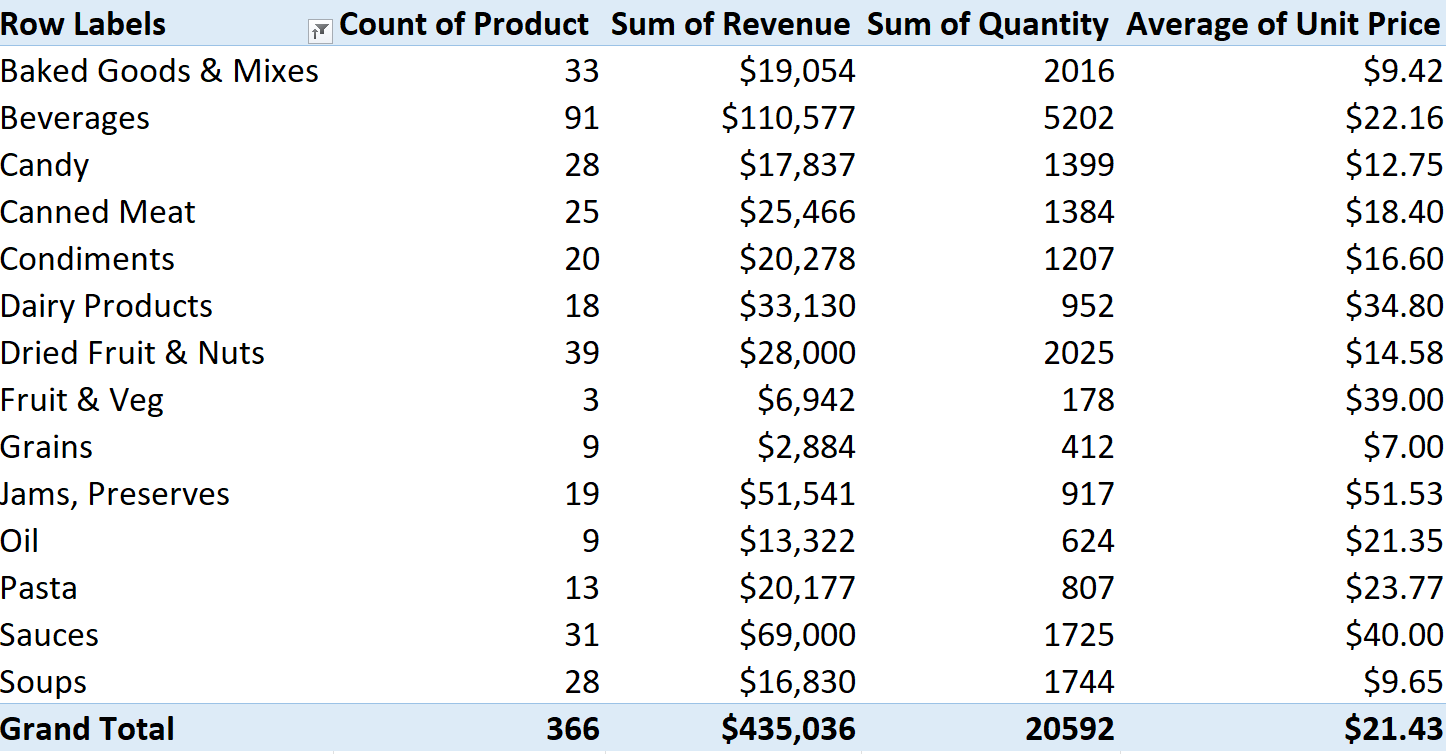 Row Labels Count of Product Sum of Revenue Sum of Quantity Average of Unit Price
Baked Goods & Mixes 33 $19,054 2016 $9.42
Beverages 91 $110,577 5202 $22.16
Candy 28 $17,837 1399 $12.75
Canned Meat 25 $25,466 1384 $18.40
Condiments 20 $20,278 1207 $16.60
Dairy Products 18 $33,130 952 $34.80
Dried Fruit & Nuts 39 $28,000 2025 $14.58
Fruit & Veg 3 $6,942 178 $39.00
Grains 9 $2,884 412 $7.00
Jams, Preserves 19 $51,541 917 $51.53
Oil 9 $13,322 624 $21.35
Pasta 13 $20,177 807 $23.77
Sauces 31 $69,000 1725 $40.00
Soups 28 $16,830 1744 $9.65
Grand Total 366 $435,036 20592 $21.43